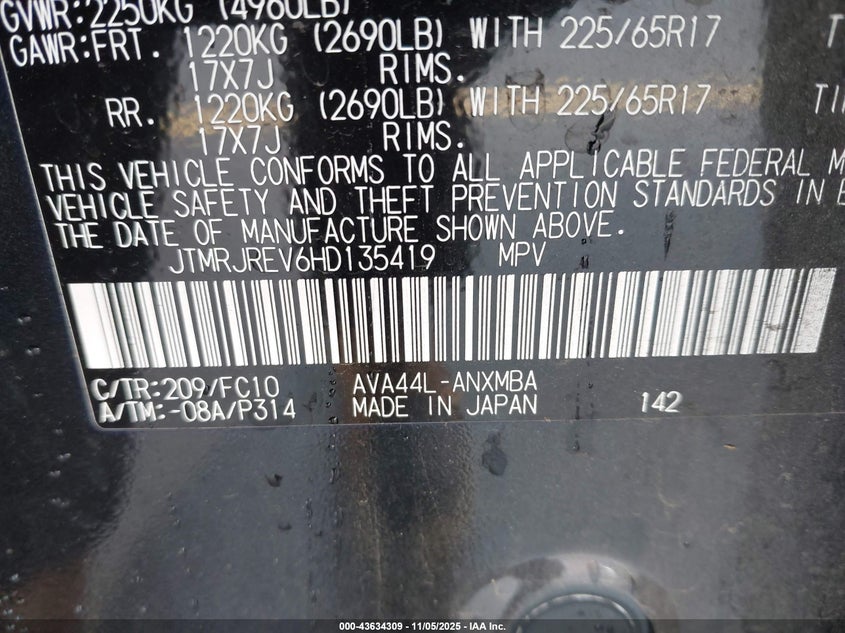 GVWR:2250KG (4960LB)
GAWR:FRT. 1220KG (2690LB) WITH 225/65R17
17X7J RIMS.
RR. 1220KG (2690LB) WITH 225/65R17
17X7J RIMS.
THIS VEHICLE CONFORMS TO ALL APPLICABLE FEDERAL M
VEHICLE SAFETY AND THEFT PREVENTION STANDARDS IN
THE DATE OF MANUFACTURE SHOWN ABOVE.
JTMRJREV6HD135419 MPV
C/TR:209/FC10 AVA44L-ANXMBA
A/TM:-08A/P314 MADE IN JAPAN 142
000-43634309 - 11/05/2025 - IAA Inc.